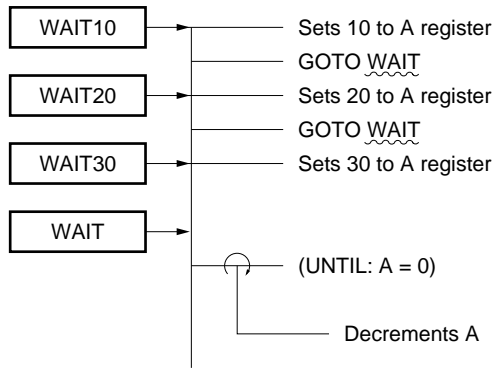 WAIT10
Sets 10 to A register
GOTO WAIT
WAIT20
Sets 20 to A register
GOTO WAIT
WAIT30
Sets 30 to A register
WAIT
(UNTIL: A = 0)
Decrements A